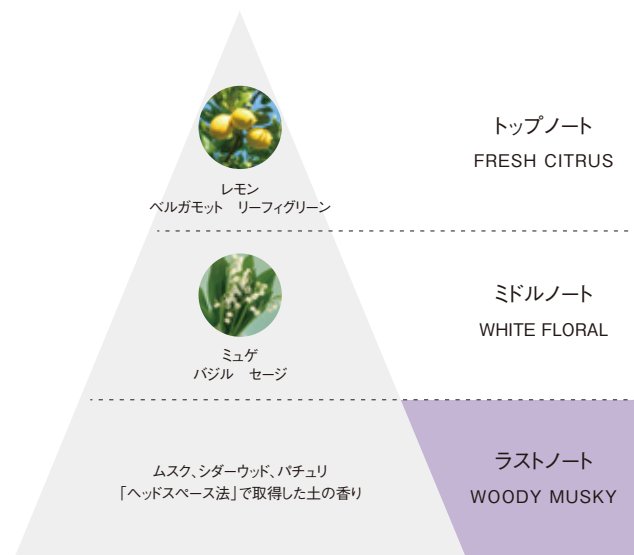 トップノート
FRESH CITRUS
レモン
ベルガモット　リーフィグリーン
ミドルノート
WHITE FLORAL
ミュゲ
バジル　セージ
ラストノート
WOODY MUSKY
ムスク、シダーウッド、パチュリ
「ヘッドスペース法」で取得した土の香り